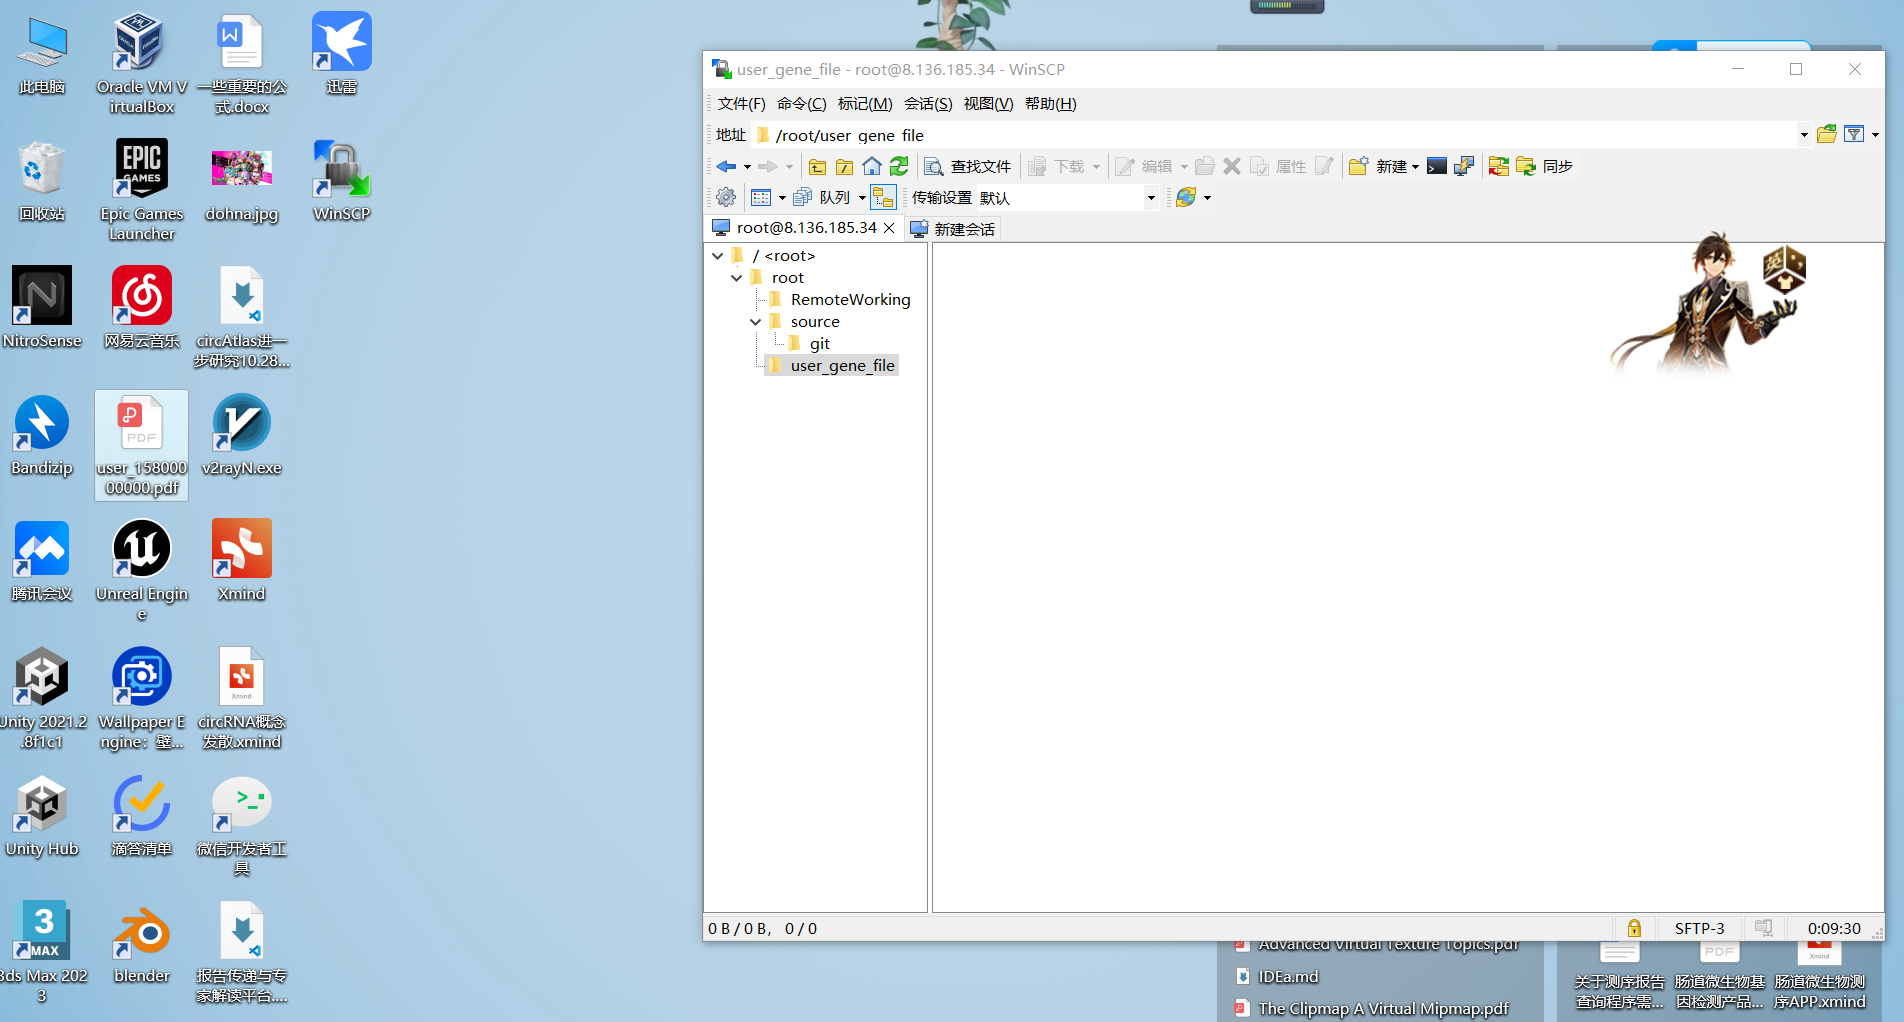 此电脑
Oracle VM V
irtualBox
一些重要的公
式.docx
迅雷
回收站
EPIC
GAMES
Epic Games
Launcher
dohna.jpg
WinSCP
NitroSense
网易云音乐
circAtlas进一
步研究10.28...
Bandizip
PDF
user_158000
00000.pdf
v2rayN.exe
腾讯会议
Unreal Engin
e
Xmind
Unity 2021.2
.8f1c1
Wallpaper E
ngine：壁...
Xmind
circRNA概念
发散.xmind
Unity Hub
滴答清单
微信开发者工
具
3
MAX
3ds Max 202
3
blender
报告传递与专
家解读平台....
user_gene_file - root@8.136.185.34 - WinSCP
文件(F) 命令(C) 标记(M) 会话(S) 视图(V) 帮助(H)
地址 /root/user_gene_file
查找文件 下载 编辑 属性 新建 同步
队列 传输设置 默认
root@8.136.185.34 新建会话
/ <root>
root
RemoteWorking
source
git
user_gene_file
英
0 B / 0 B, 0 / 0
SFTP-3
0:09:30
Advanced Virtual Texture Topics.pdf
IDEa.md
The Clipmap A Virtual Mipmap.pdf
关于测序报告
查询程序需...
PDF
肠道微生物基
因检测产品...
Xmind
肠道微生物测
序APP.xmind